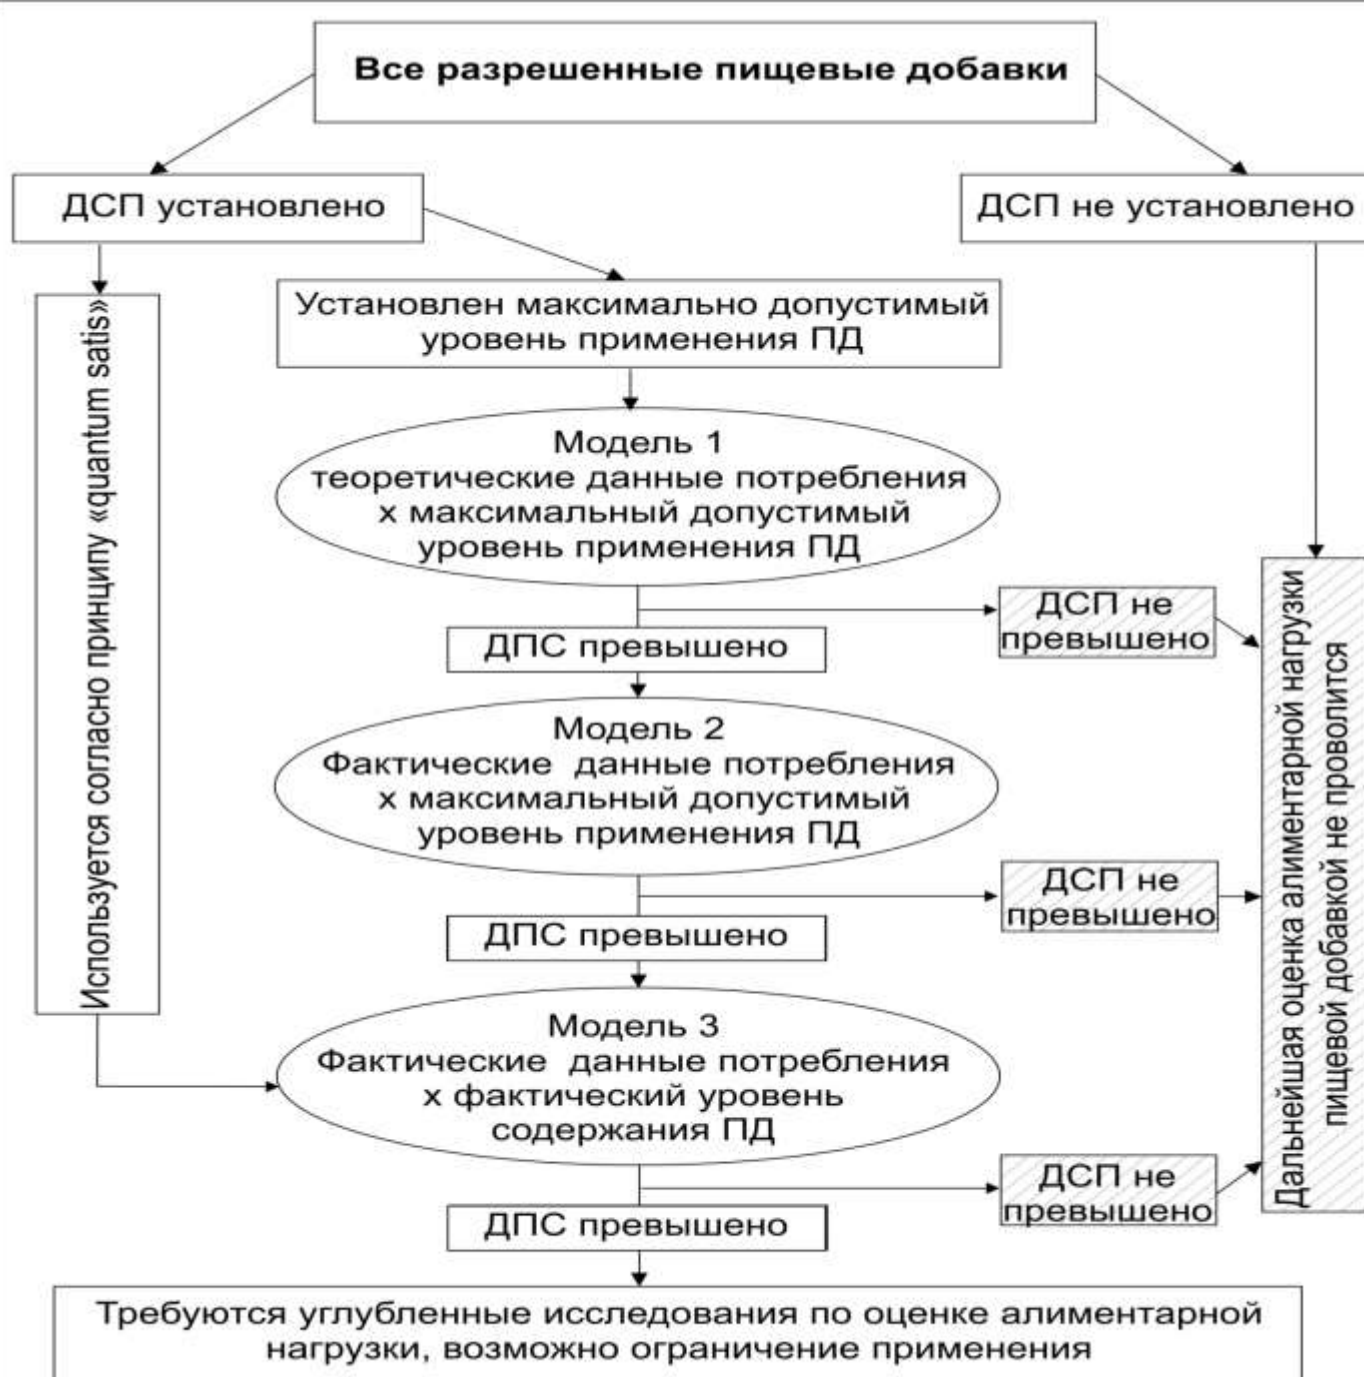 Все разрешенные пищевые добавки
ДСП установлено
ДСП не установлено
Используется согласно принципу «quantum satis»
Установлен максимально допустимый
уровень применения ПД
Модель 1
теоретические данные потребления
х максимальный допустимый
уровень применения ПД
ДСП не
превышено
ДПС превышено
Модель 2
Фактические данные потребления
х максимальный допустимый
уровень применения ПД
ДСП не
превышено
ДПС превышено
Модель 3
Фактические данные потребления
х фактический уровень
содержания ПД
ДСП не
превышено
ДПС превышено
Дальнейшая оценка алиментарной нагрузки
пищевой добавкой не проволится
Требуются углубленные исследования по оценке алиментарной
нагрузки, возможно ограничение применения